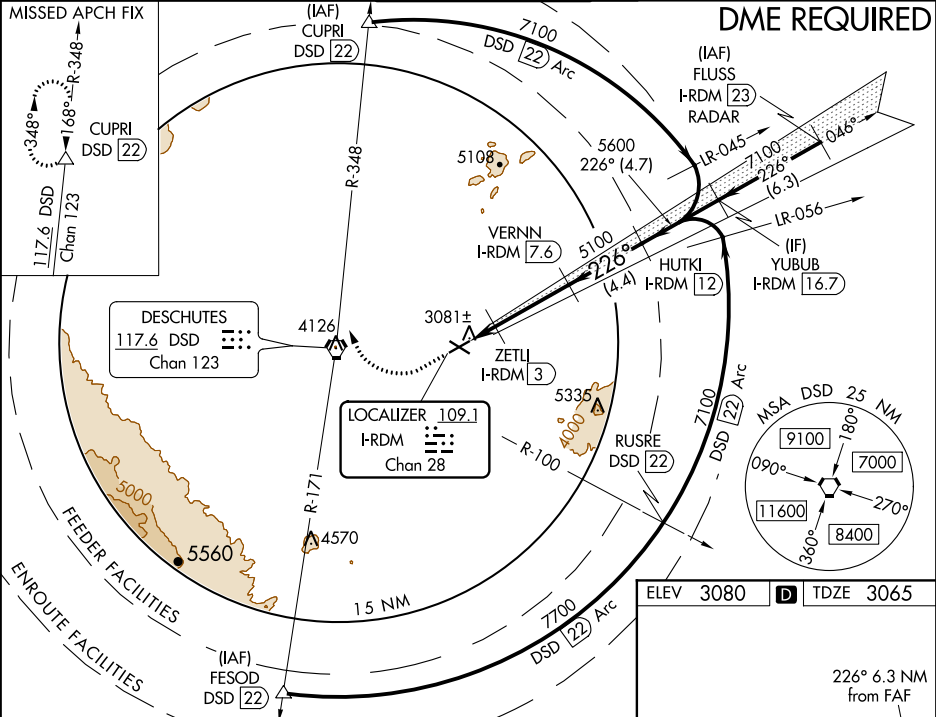 MISSED APCH FIX
R-348
348°
168°
CUPRI
DSD 22
117.6 DSD
Chan 123
(IAF)
CUPRI
DSD 22
7100
DSD 22 Arc
DME REQUIRED
(IAF)
FLUSS
I-RDM 23
RADAR
5108
5600
226° (4.7)
LR-045
7100
226°
(6.3)
046°
R-348
LR-056
VERNN
I-RDM 7.6
5100
226°
(4.4)
HUTKI
I-RDM 12
(IF)
YUBUB
I-RDM 16.7
DESCHUTES
117.6 DSD
Chan 123
4126
3081±
ZETLI
I-RDM 3
LOCALIZER 109.1
I-RDM
Chan 28
5335
4000
7100
DSD 22 Arc
RUSRE
DSD 22
R-100
MSA DSD 25 NM
180°
9100
7000
090°
270°
11600
8400
360°
R-171
5000
5560
4570
FEEDER FACILITIES
ENROUTE FACILITIES
15 NM
7700
DSD 22 Arc
(IAF)
FESOD
DSD 22
ELEV 3080 D TDZE 3065
226° 6.3 NM
from FAF